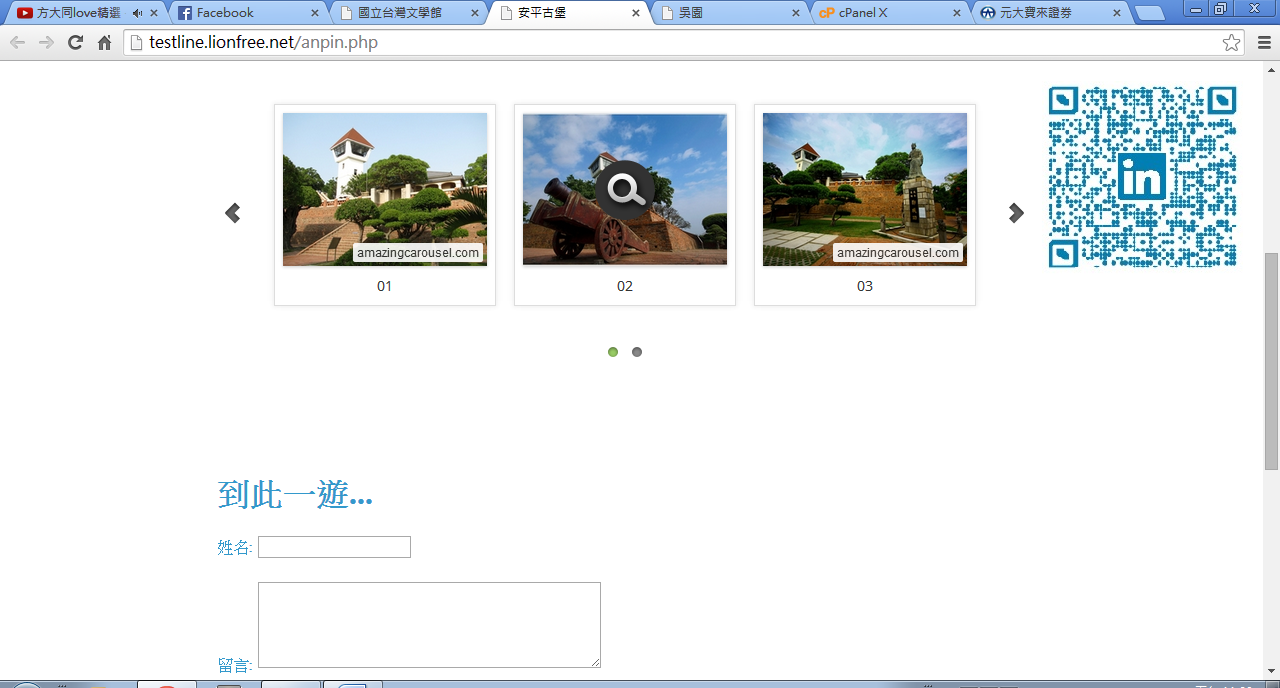 方大同love精選
Facebook
國立台灣文學館
安平古堡
吳園
cPanel X
元大寶來證券
testline.lionfree.net/anpin.php
amazingcarousel.com
amazingcarousel.com
01
02
03
in
到此一遊...
姓名:
留言: